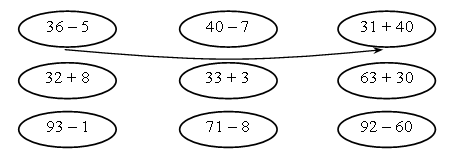 36 – 5 40 – 7 31 + 40
32 + 8 33 + 3 63 + 30
93 – 1 71 – 8 92 – 60